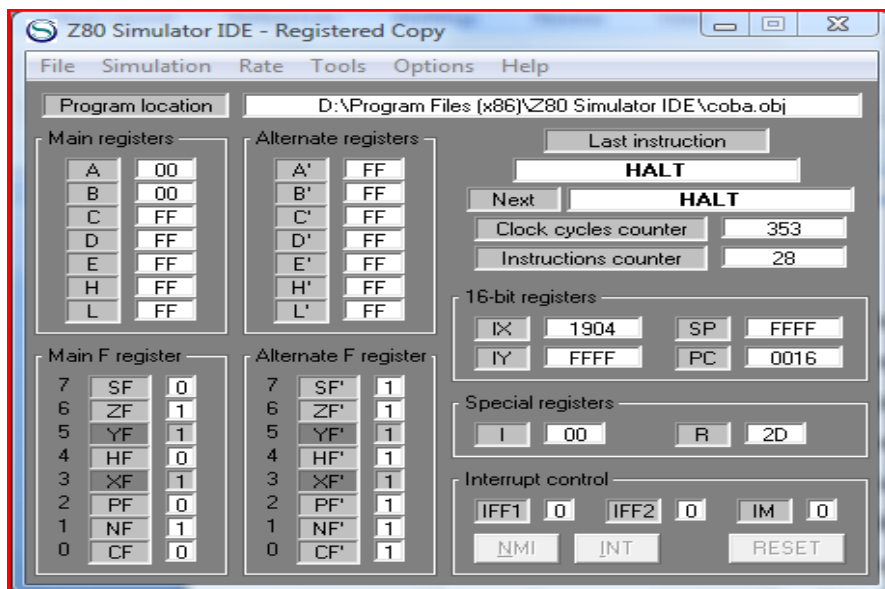 Z80 Simulator IDE - Registered Copy
File Simulation Rate Tools Options Help
Program location D:\Program Files (x86)\Z80 Simulator IDE\coba.obj
Main registers
A 00
B 00
C FF
D FF
E FF
H FF
L FF
Alternate registers
A' FF
B' FF
C' FF
D' FF
E' FF
H' FF
L' FF
Last instruction
HALT
Next HALT
Clock cycles counter 353
Instructions counter 28
16-bit registers
IX 1904 SP FFFF
IY FFFF PC 0016
Main F register
7 SF 0
6 ZF 1
5 YF 1
4 HF 0
3 XF 1
2 PF 0
1 NF 1
0 CF 0
Alternate F register
7 SF' 1
6 ZF' 1
5 YF' 1
4 HF' 1
3 XF' 1
2 PF' 1
1 NF' 1
0 CF' 1
Special registers
I 00 R 2D
Interrupt control
IFF1 0 IFF2 0 IM 0
NMI INT RESET